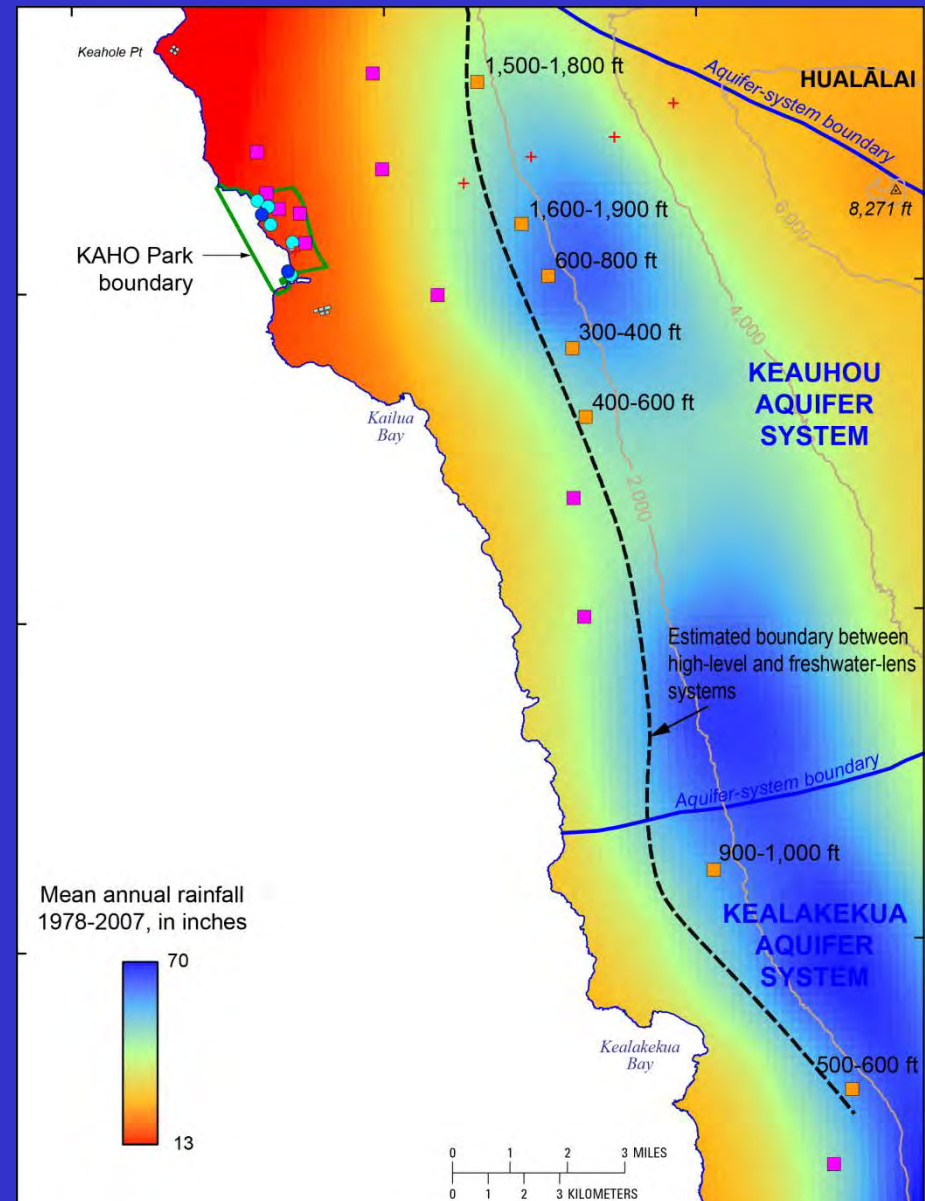 Keahole Pt
1,500-1,800 ft
Aquifer-system boundary
HUALĀLAI
8,271 ft
6,000
1,600-1,900 ft
KAHO Park
boundary
600-800 ft
4,000
300-400 ft
KEAUHOU
AQUIFER
SYSTEM
400-600 ft
Kailua
Bay
2,000
Estimated boundary between
high-level and freshwater-lens
systems
Aquifer-system boundary
900-1,000 ft
KEALAKEKUA
AQUIFER
SYSTEM
Mean annual rainfall
1978-2007, in inches
70
13
Kealakekua
Bay
500-600 ft
0 1 2 3 MILES
0 1 2 3 KILOMETERS